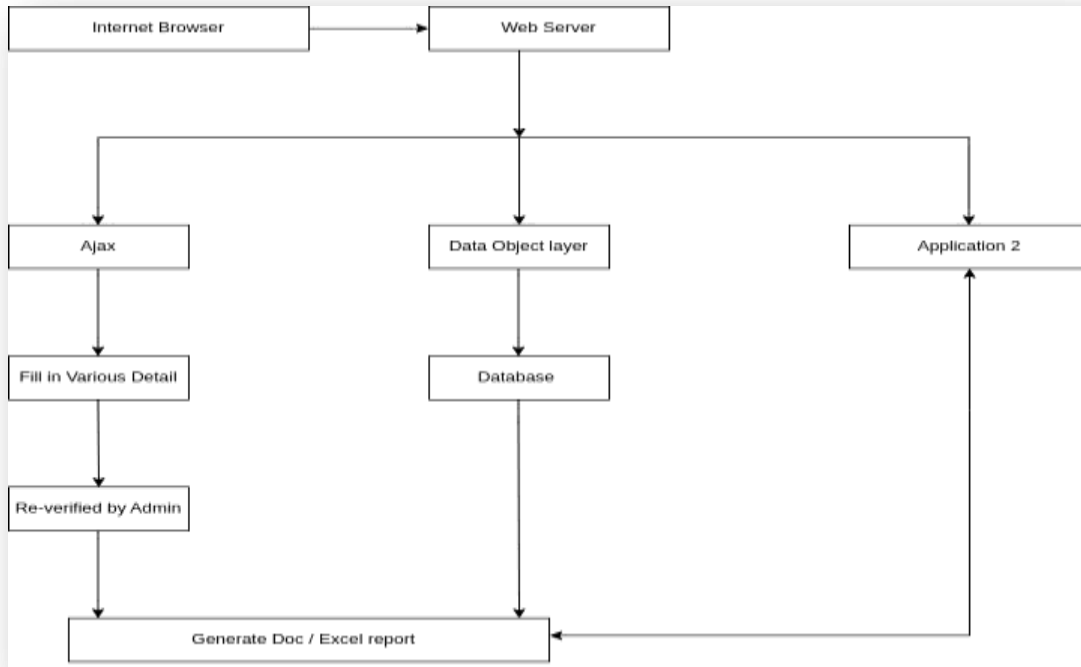 Internet Browser
Web Server
Ajax
Data Object layer
Application 2
Fill in Various Detail
Database
Re-verified by Admin
Generate Doc / Excel report